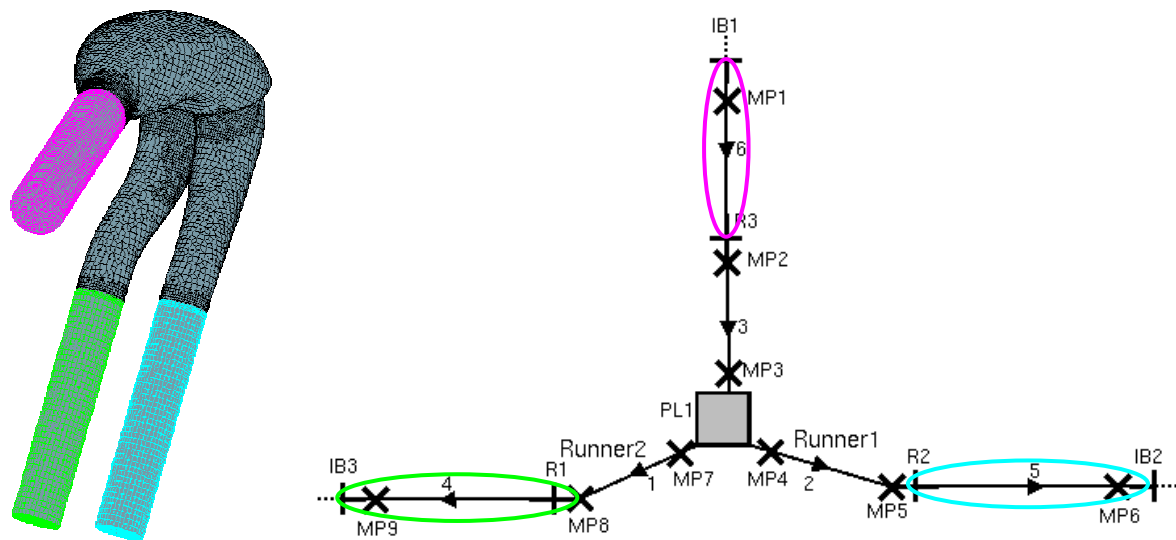 IB1
MP1
6
R3
MP2
3
MP3
PL1
Runner2
Runner1
IB3
R1
R2
IB2
4
1
MP7
MP4
2
5
MP9
MP8
MP5
MP6